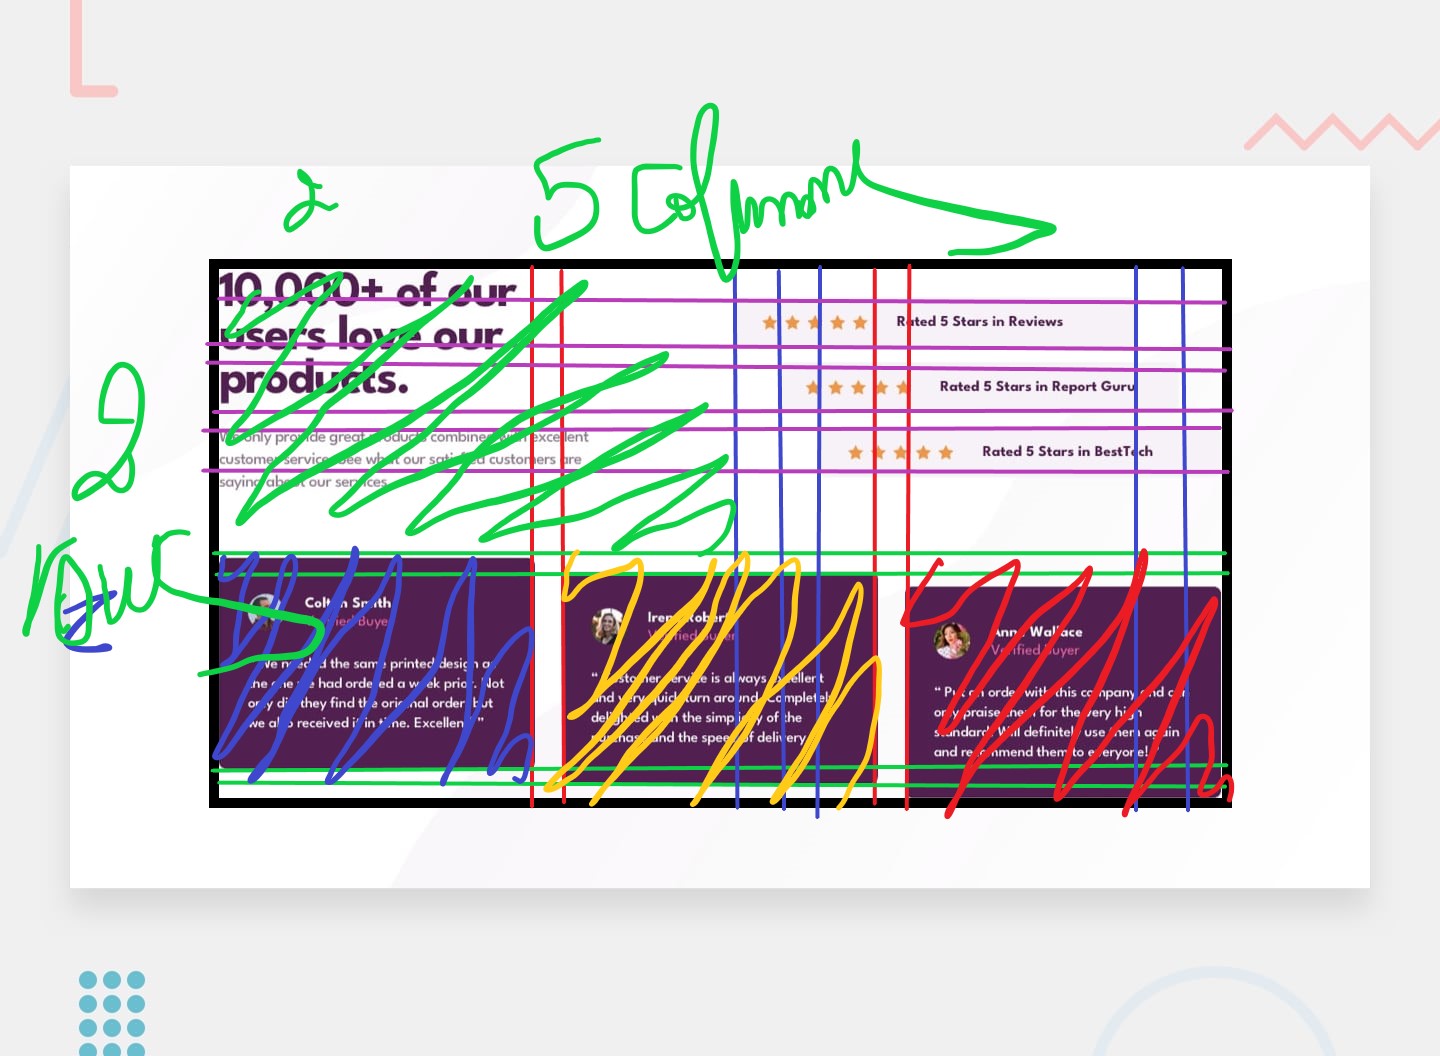 2
5 Column
10,000+ of our
users love our
products.
We only provide great products combined with excellent
customer service. See what our satisfied customers are
saying about our services.
Rated 5 Stars in Reviews
Rated 5 Stars in Report Guru
Rated 5 Stars in BestTech
2
Colton Smith
Verified Buyer
“ We needed the same printed design as
the one we had ordered a week prior. Not
only did they find the original order, but
we also received it in time. Excellent! ”
Irene Roberts
Verified Buyer
“ Customer service is always excellent
and very quick turn around. Completely
delighted with the simplicity of the
purchase and the speed of delivery.
Anne Wallace
Verified Buyer
“ Put an order with this company and can
only praise them for the very high
standard. Will definitely use them again
and recommend them to everyone! ”